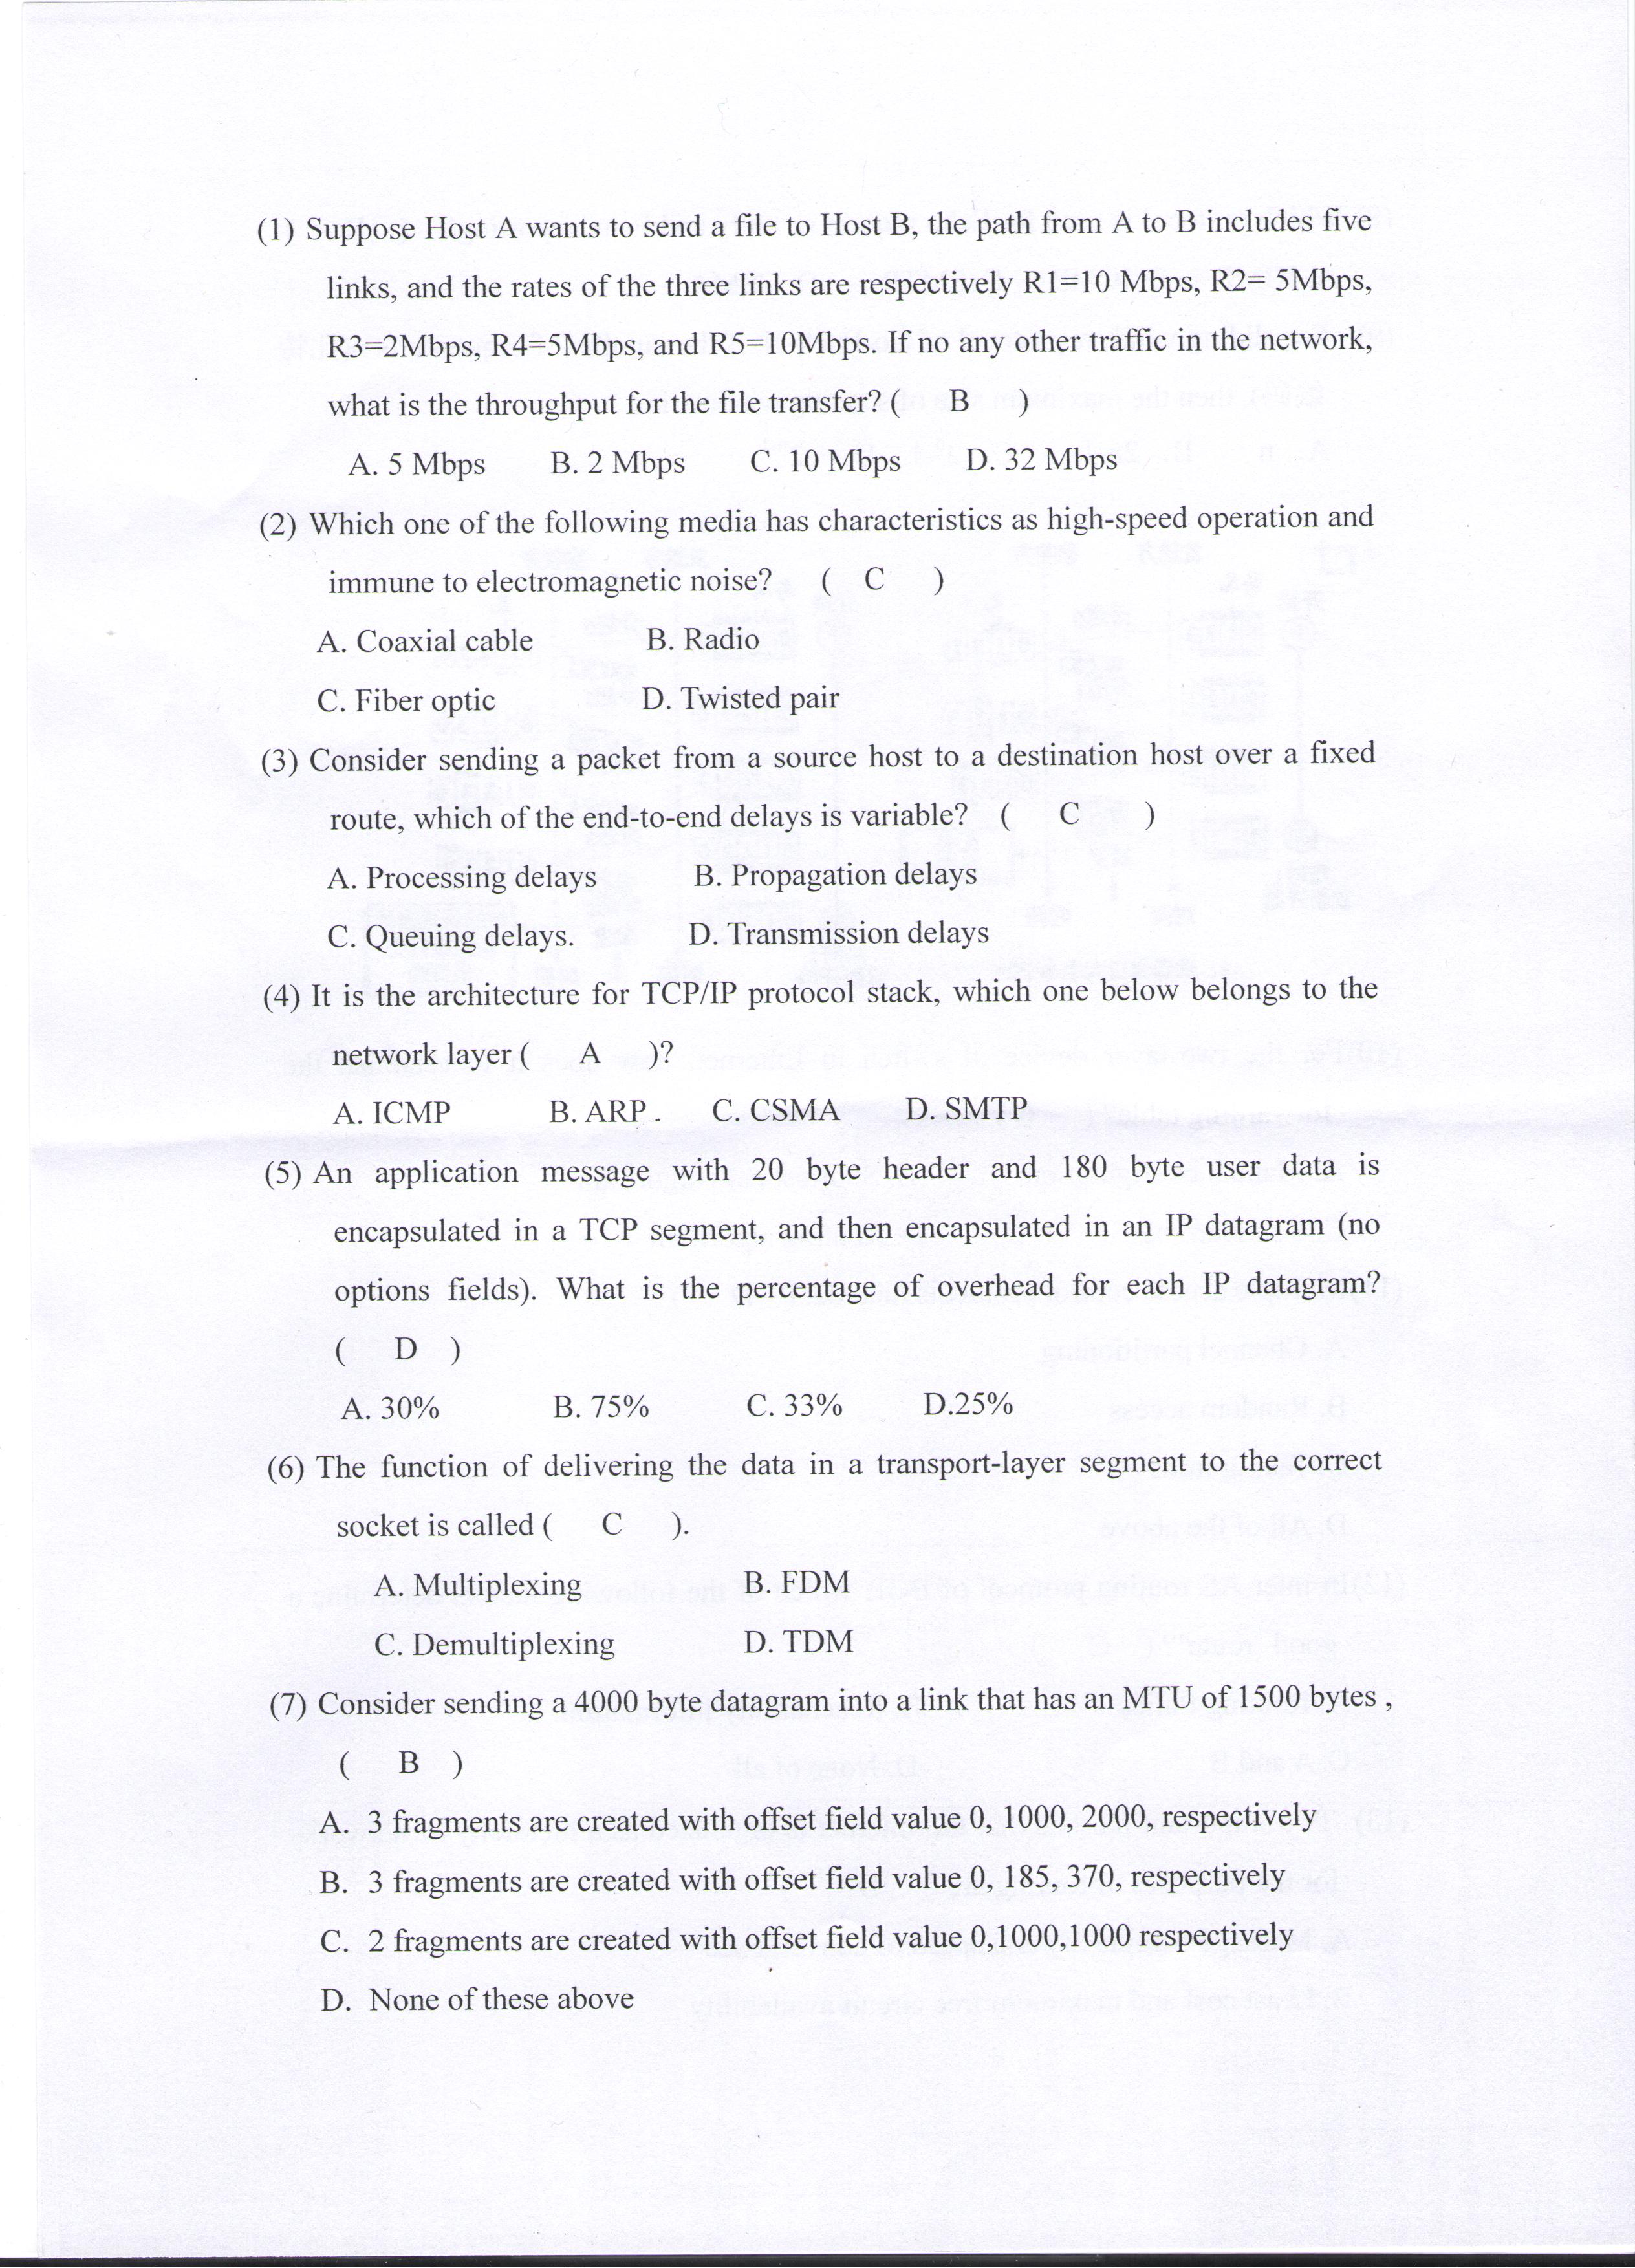 (1) Suppose Host A wants to send a file to Host B, the path from A to B includes five
links, and the rates of the three links are respectively R1=10 Mbps, R2= 5Mbps,
R3=2Mbps, R4=5Mbps, and R5=10Mbps. If no any other traffic in the network,
what is the throughput for the file transfer? ( B )
A. 5 Mbps B. 2 Mbps C. 10 Mbps D. 32 Mbps
(2) Which one of the following media has characteristics as high-speed operation and
immune to electromagnetic noise? ( C )
A. Coaxial cable B. Radio
C. Fiber optic D. Twisted pair
(3) Consider sending a packet from a source host to a destination host over a fixed
route, which of the end-to-end delays is variable? ( C )
A. Processing delays B. Propagation delays
C. Queuing delays. D. Transmission delays
(4) It is the architecture for TCP/IP protocol stack, which one below belongs to the
network layer ( A )?
A. ICMP B. ARP . C. CSMA D. SMTP
(5) An application message with 20 byte header and 180 byte user data is
encapsulated in a TCP segment, and then encapsulated in an IP datagram (no
options fields). What is the percentage of overhead for each IP datagram?
( D )
A. 30% B. 75% C. 33% D.25%
(6) The function of delivering the data in a transport-layer segment to the correct
socket is called ( C ).
A. Multiplexing B. FDM
C. Demultiplexing D. TDM
(7) Consider sending a 4000 byte datagram into a link that has an MTU of 1500 bytes ,
( B )
A. 3 fragments are created with offset field value 0, 1000, 2000, respectively
B. 3 fragments are created with offset field value 0, 185, 370, respectively
C. 2 fragments are created with offset field value 0,1000,1000 respectively
D. None of these above